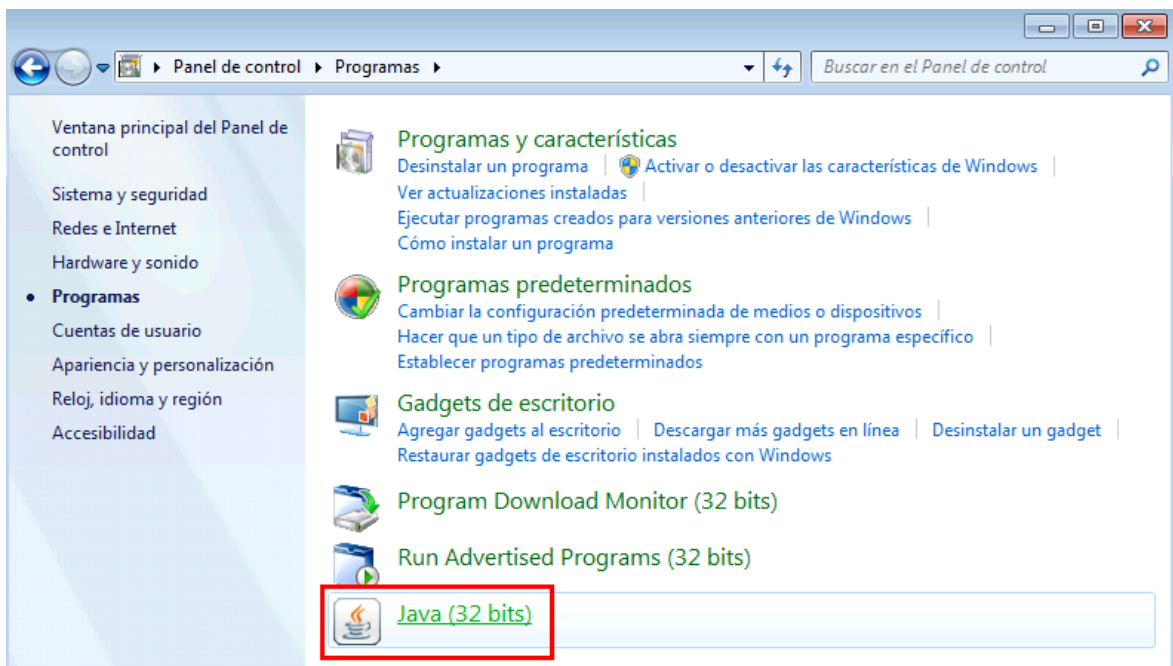 Panel de control Programas
Buscar en el Panel de control
Ventana principal del Panel de
control
Sistema y seguridad
Redes e Internet
Hardware y sonido
Programas
Cuentas de usuario
Apariencia y personalización
Reloj, idioma y región
Accesibilidad
Programas y características
Desinstalar un programa Activar o desactivar las características de Windows
Ver actualizaciones instaladas
Ejecutar programas creados para versiones anteriores de Windows
Cómo instalar un programa
Programas predeterminados
Cambiar la configuración predeterminada de medios o dispositivos
Hacer que un tipo de archivo se abra siempre con un programa específico
Establecer programas predeterminados
Gadgets de escritorio
Agregar gadgets al escritorio Descargar más gadgets en línea Desinstalar un gadget
Restaurar gadgets de escritorio instalados con Windows
Program Download Monitor (32 bits)
Run Advertised Programs (32 bits)
Java (32 bits)